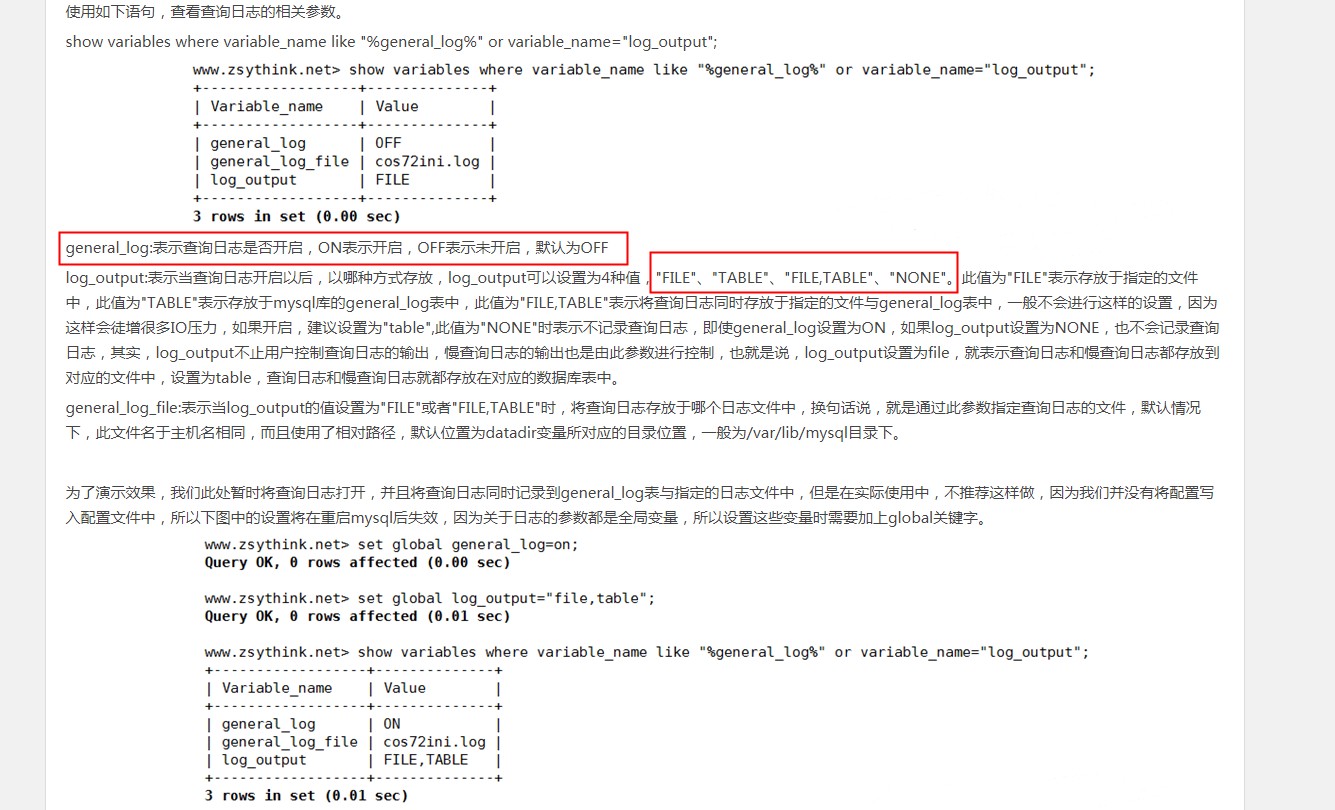 使用如下语句，查看查询日志的相关参数。
show variables where variable_name like "%general_log%" or variable_name="log_output";
www.zsythink.net> show variables where variable_name like "%general_log%" or variable_name="log_output";
+------------------+--------------+
| Variable_name    | Value        |
+------------------+--------------+
| general_log      | OFF          |
| general_log_file | cos72ini.log |
| log_output       | FILE         |
+------------------+--------------+
3 rows in set (0.00 sec)
general_log:表示查询日志是否开启，ON表示开启，OFF表示未开启，默认为OFF
log_output:表示当查询日志开启以后，以哪种方式存放，log_output可以设置为4种值，"FILE"、"TABLE"、"FILE,TABLE"、"NONE"。此值为"FILE"表示存放于指定的文件
中，此值为"TABLE"表示存放于mysql库的general_log表中，此值为"FILE,TABLE"表示将查询日志同时存放于指定的文件与general_log表中，一般不会进行这样的设置，因为
这样会徒增很多IO压力，如果开启，建议设置为"table",此值为"NONE"时表示不记录查询日志，即使general_log设置为ON，如果log_output设置为NONE，也不会记录查询
日志，其实，log_output不止用户控制查询日志的输出，慢查询日志的输出也是由此参数进行控制，也就是说，log_output设置为file，就表示查询日志和慢查询日志都存放到
对应的文件中，设置为table，查询日志和慢查询日志就都存放在对应的数据库表中。
general_log_file:表示当log_output的值设置为"FILE"或者"FILE,TABLE"时，将查询日志存放于哪个日志文件中，换句话说，就是通过此参数指定查询日志的文件，默认情况
下，此文件名于主机名相同，而且使用了相对路径，默认位置为datadir变量所对应的目录位置，一般为/var/lib/mysql目录下。
为了演示效果，我们此处暂时将查询日志打开，并且将查询日志同时记录到general_log表与指定的日志文件中，但是在实际使用中，不推荐这样做，因为我们并没有将配置写
入配置文件中，所以下图中的设置将在重启mysql后失效，因为关于日志的参数都是全局变量，所以设置这些变量时需要加上global关键字。
www.zsythink.net> set global general_log=on;
Query OK, 0 rows affected (0.00 sec)
www.zsythink.net> set global log_output="file,table";
Query OK, 0 rows affected (0.01 sec)
www.zsythink.net> show variables where variable_name like "%general_log%" or variable_name="log_output";
+------------------+--------------+
| Variable_name    | Value        |
+------------------+--------------+
| general_log      | ON           |
| general_log_file | cos72ini.log |
| log_output       | FILE,TABLE   |
+------------------+--------------+
3 rows in set (0.01 sec)